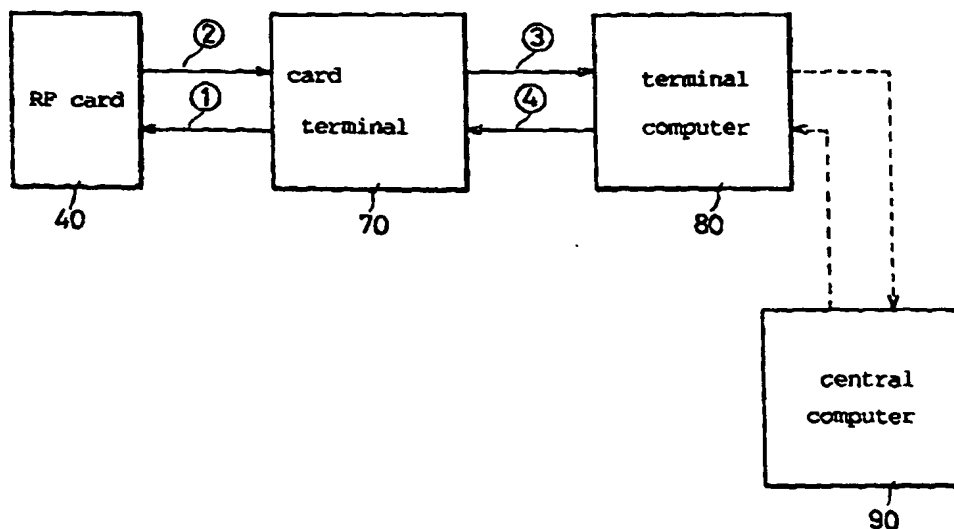 ② ③
RF card ① card terminal ④ terminal computer
40 70 80
central
computer
90